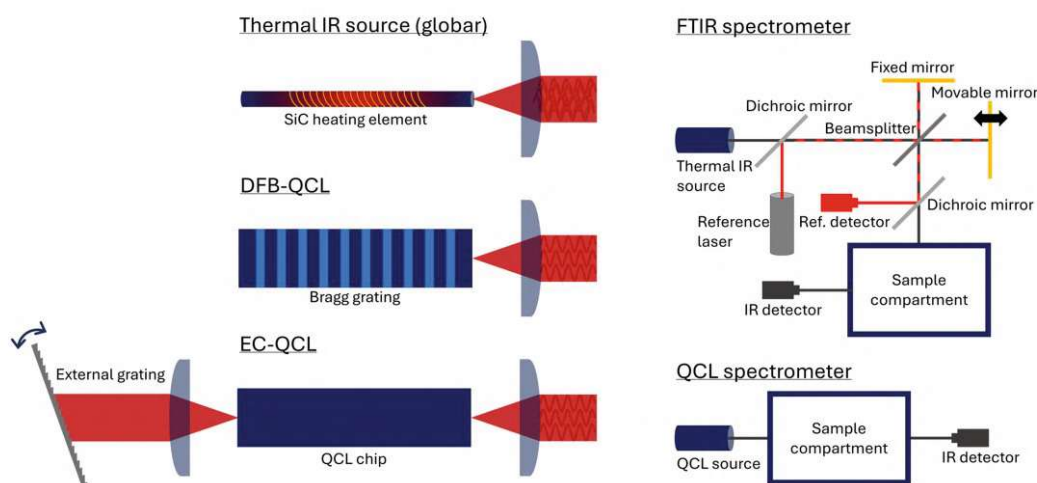 Thermal IR source (globar)
SiC heating element
DFB-QCL
Bragg grating
EC-QCL
External grating
QCL chip
FTIR spectrometer
Fixed mirror
Movable mirror
Dichroic mirror
Beamsplitter
Thermal IR
source
Reference
laser
Ref. detector
Dichroic mirror
Sample
compartment
IR detector
QCL spectrometer
Sample
compartment
QCL source
IR detector